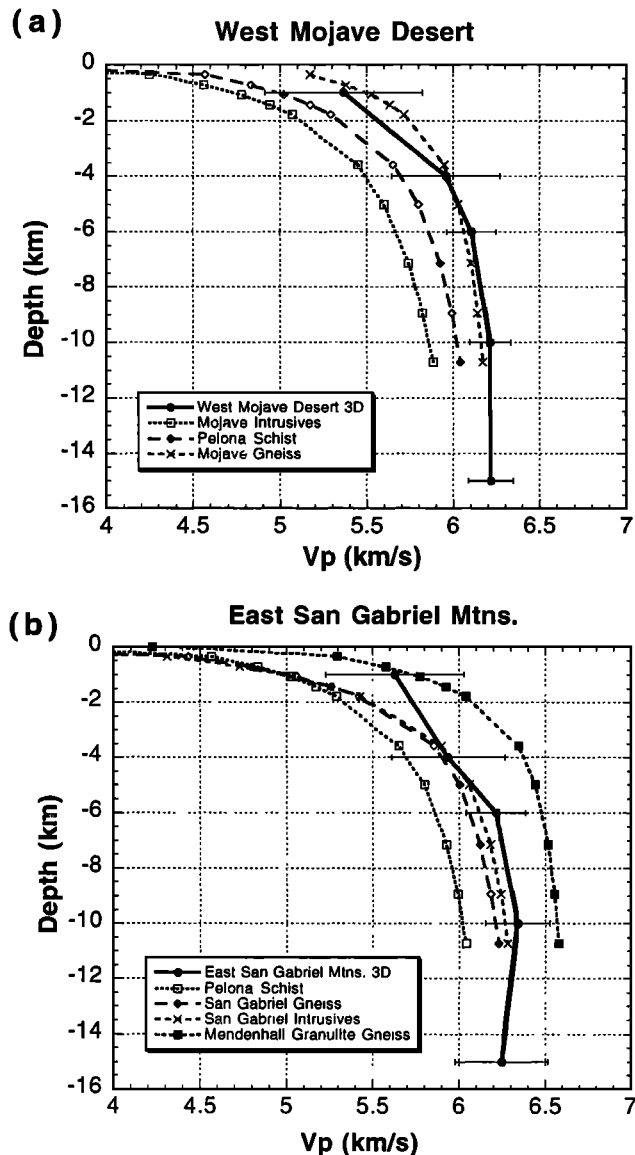 (a)
West Mojave Desert
0
-2
-4
-6
-8
-10
-12
-14
-16
Depth (km)
West Mojave Desert 3D
Mojave Intrusives
Pelona Schist
Mojave Gneiss
4 4.5 5 5.5 6 6.5 7
Vp (km/s)
(b)
East San Gabriel Mtns.
0
-2
-4
-6
-8
-10
-12
-14
-16
Depth (km)
East San Gabriel Mtns. 3D
Pelona Schist
San Gabriel Gneiss
San Gabriel Intrusives
Mendenhall Granulite Gneiss
4 4.5 5 5.5 6 6.5 7
Vp (km/s)